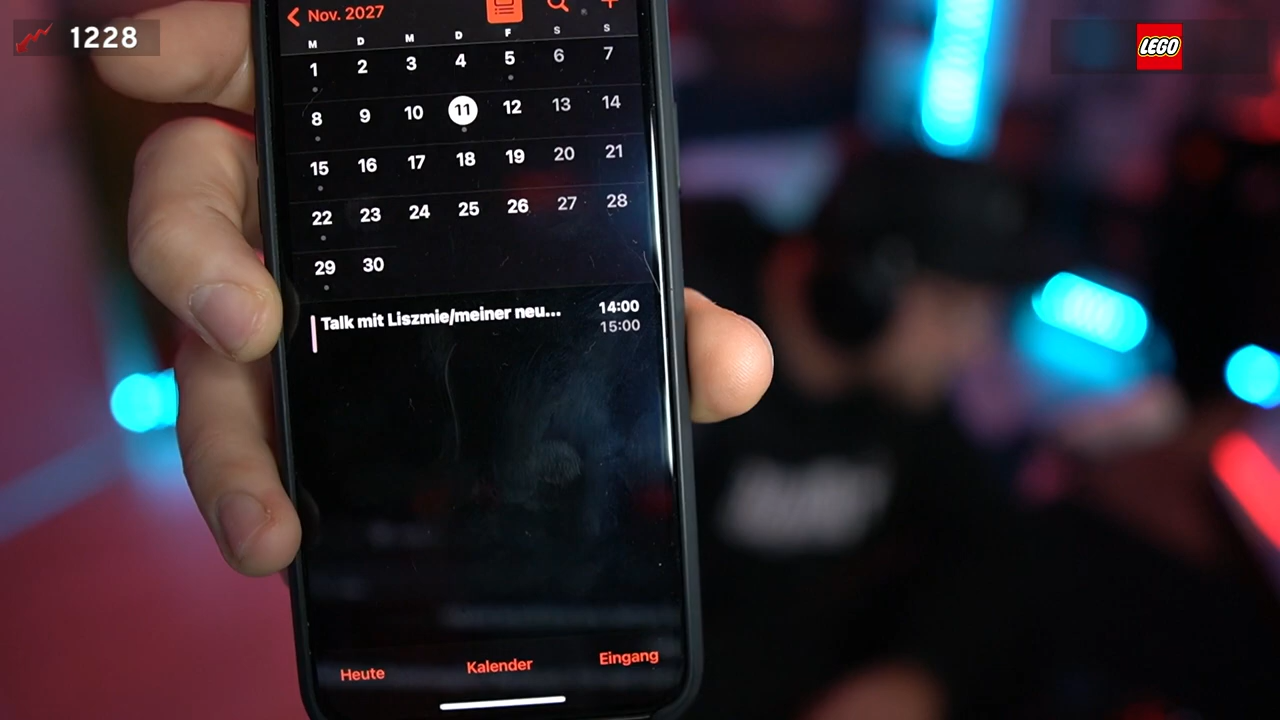 1228
LEGO
Nov. 2027
M D M D F S S
1 2 3 4 5 6 7
8 9 10 11 12 13 14
15 16 17 18 19 20 21
22 23 24 25 26 27 28
29 30
Talk mit Liszmie/meiner neu... 14:00
15:00
Heute Kalender Eingang